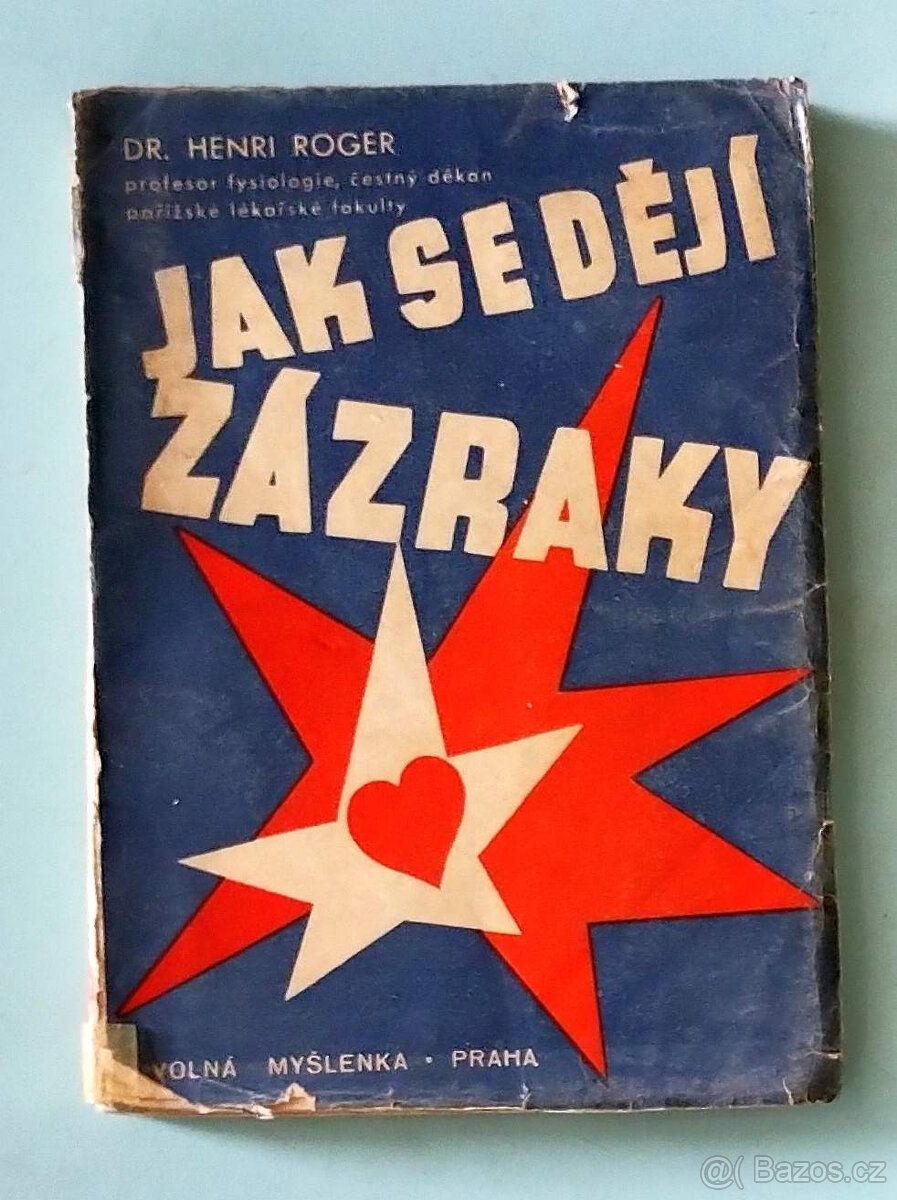 DR. HENRI ROGER
profesor fysiologie, čestný děkan
pařížské lékařské fakulty
JAK SE DĚJÍ
ZÁZRAKY
VOLNÁ MYŠLENKA • PRAHA
@( Bazos.cz